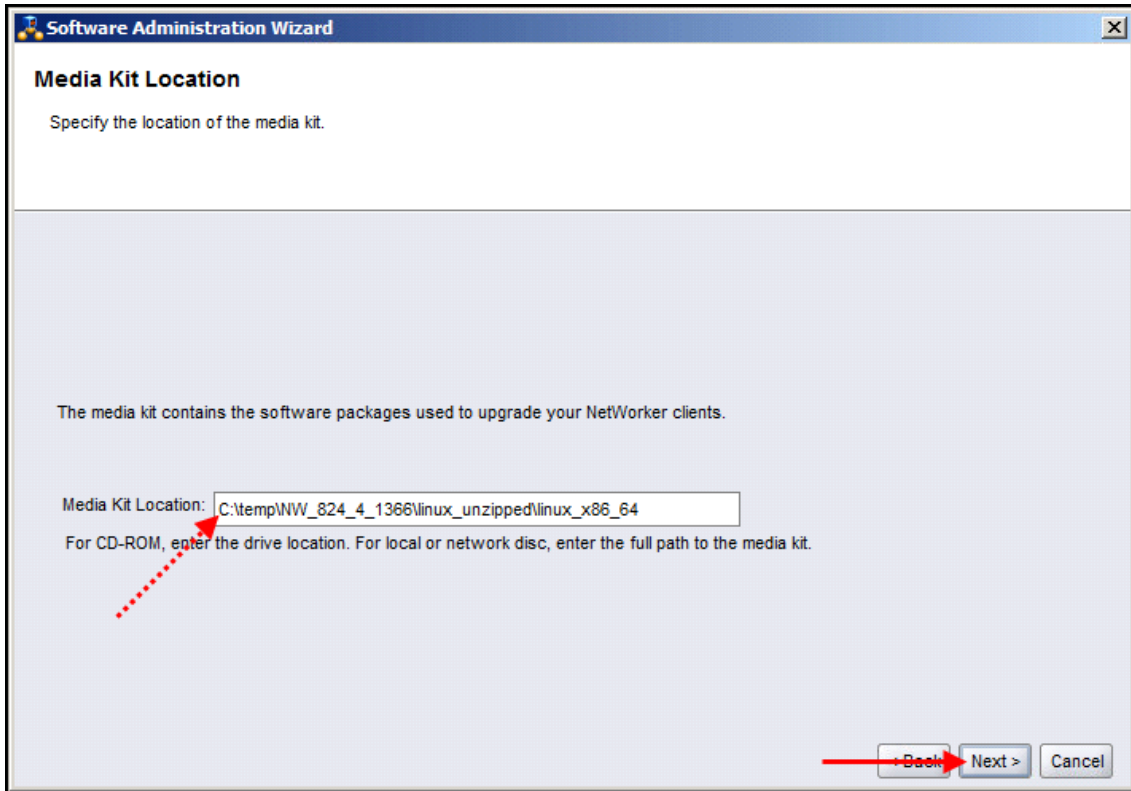 Software Administration Wizard
Media Kit Location
Specify the location of the media kit.
The media kit contains the software packages used to upgrade your NetWorker clients.
Media Kit Location: C:\temp\NW_824_4_1366\linux_unzipped\linux_x86_64
For CD-ROM, enter the drive location. For local or network disc, enter the full path to the media kit.
< Back Next > Cancel